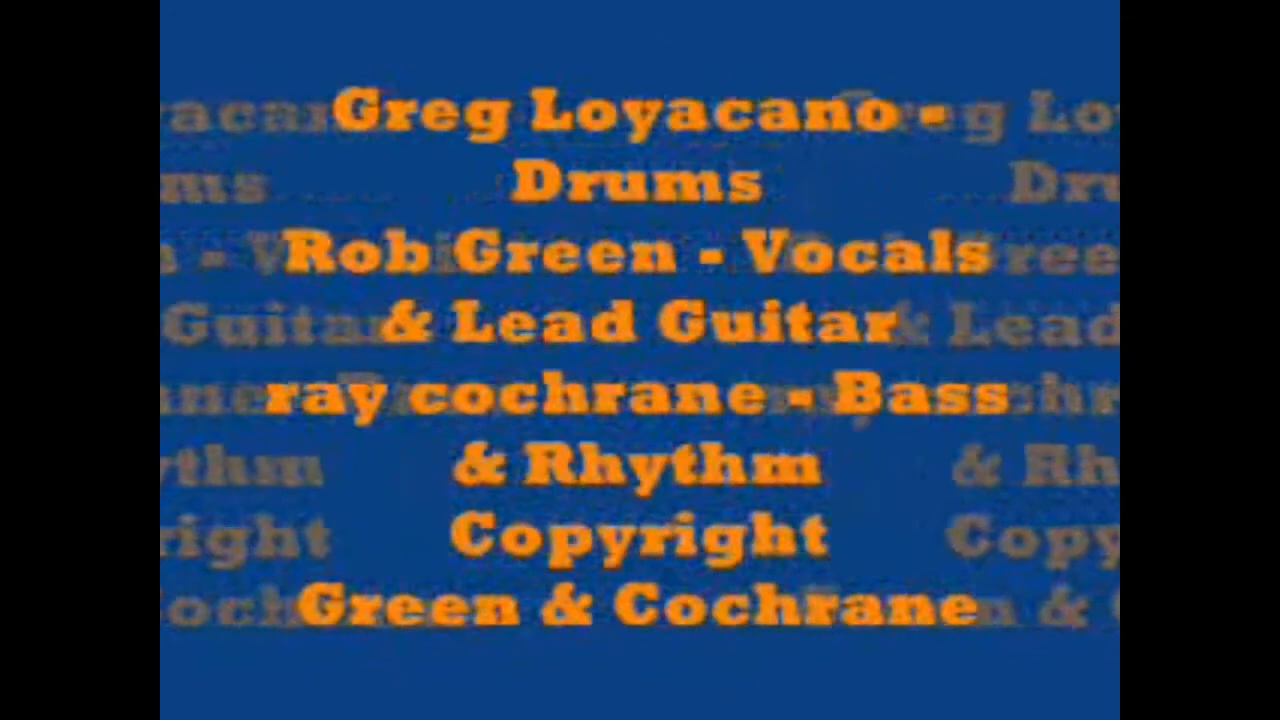 Greg Loyacano -
Drums
Rob Green - Vocals
& Lead Guitar
ray cochrane - Bass
& Rhythm
Copyright
Green & Cochrane